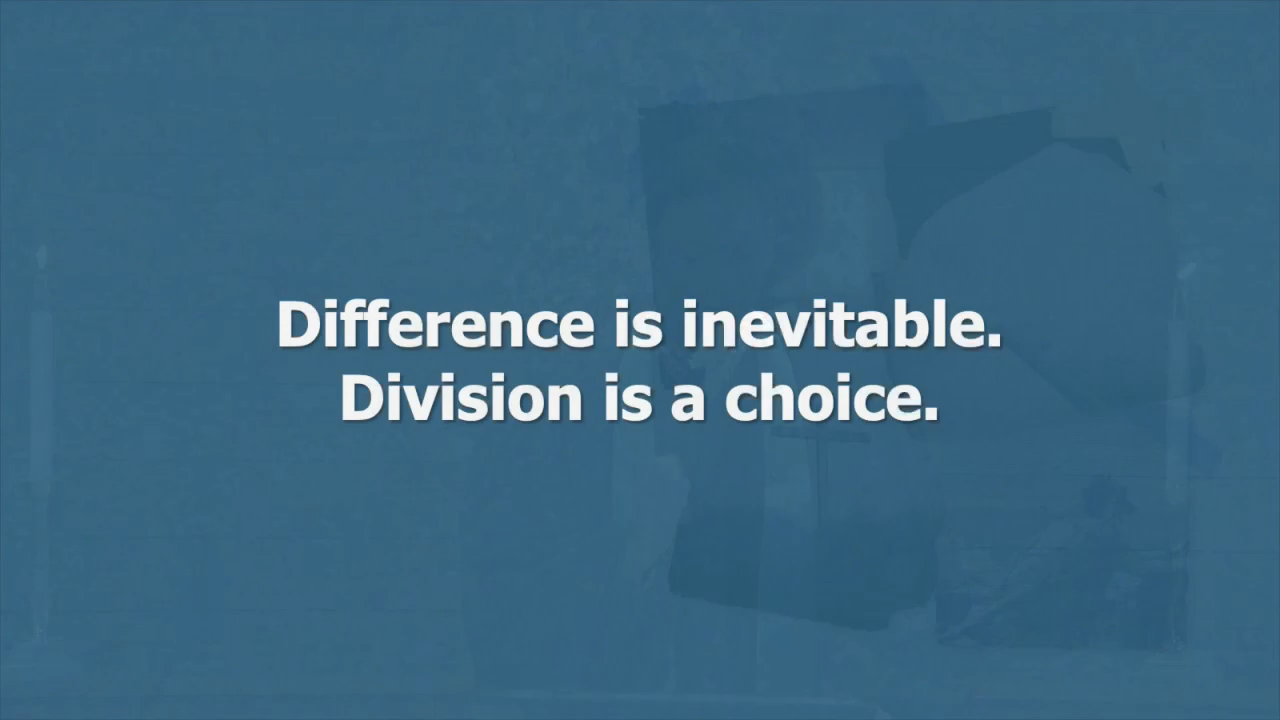 Difference is inevitable.
Division is a choice.